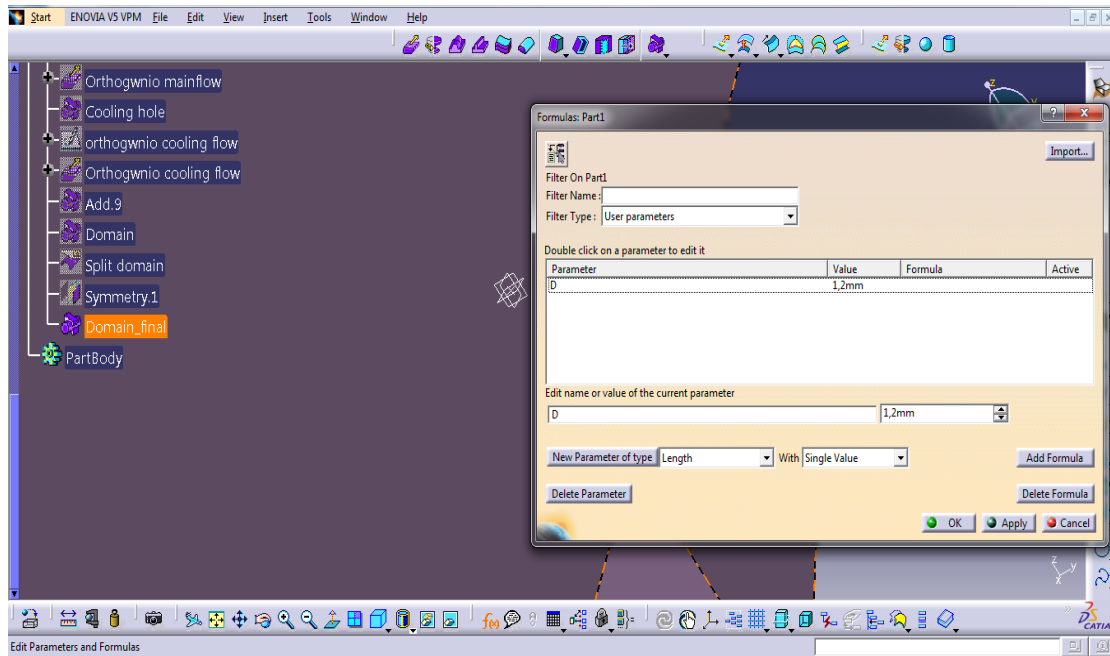 Start ENOVIA V5 VPM File Edit View Insert Tools Window Help
Orthogwnio mainflow
Cooling hole
orthogwnio cooling flow
Orthogwnio cooling flow
Add.9
Domain
Split domain
Symmetry.1
Domain_final
PartBody
z
Formulas: Part1
Import...
Filter On Part1
Filter Name :
Filter Type : User parameters
Double click on a parameter to edit it
Parameter Value Formula Active
D 1,2mm
Edit name or value of the current parameter
D 1,2mm
New Parameter of type Length With Single Value Add Formula
Delete Parameter Delete Formula
OK Apply Cancel
z
y
x
f(x)
CATIA
Edit Parameters and Formulas